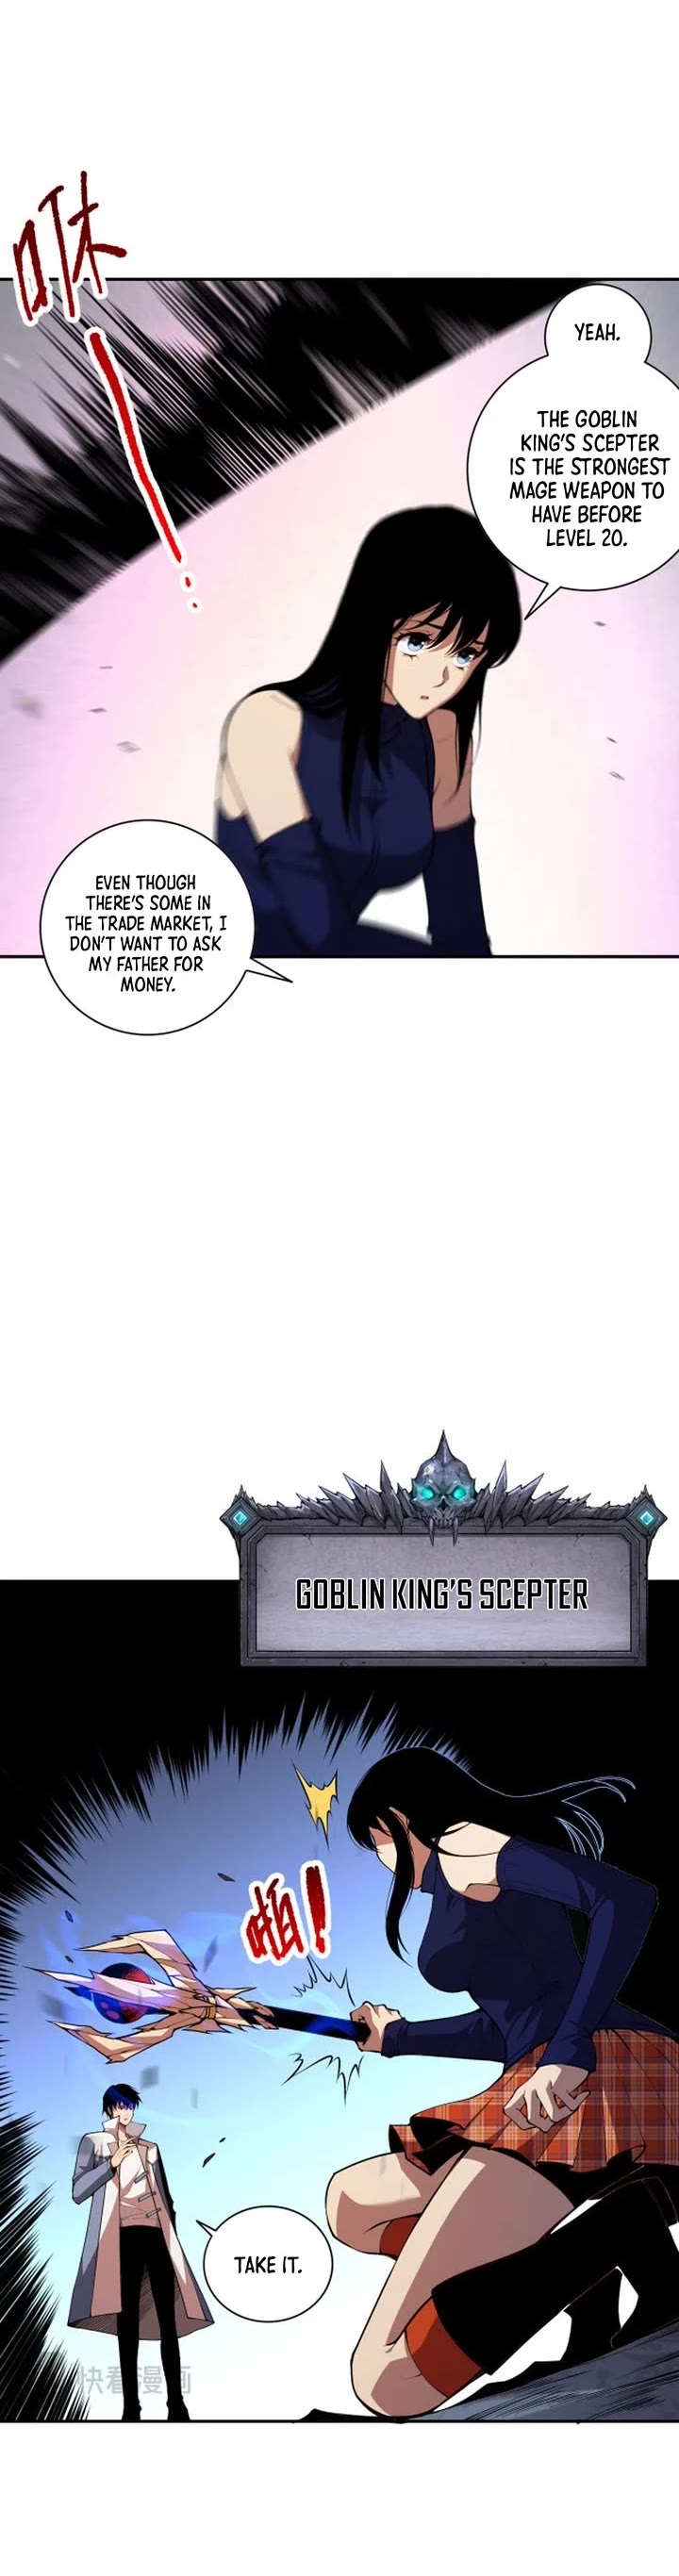 咻
YEAH.
THE GOBLIN
KING'S SCEPTER
IS THE STRONGEST
MAGE WEAPON TO
HAVE BEFORE
LEVEL 20.
EVEN THOUGH
THERE'S SOME IN
THE TRADE MARKET, I
DON'T WANT TO ASK
MY FATHER FOR
MONEY.
GOBLIN KING'S SCEPTER
啪!
TAKE IT.
快看漫画